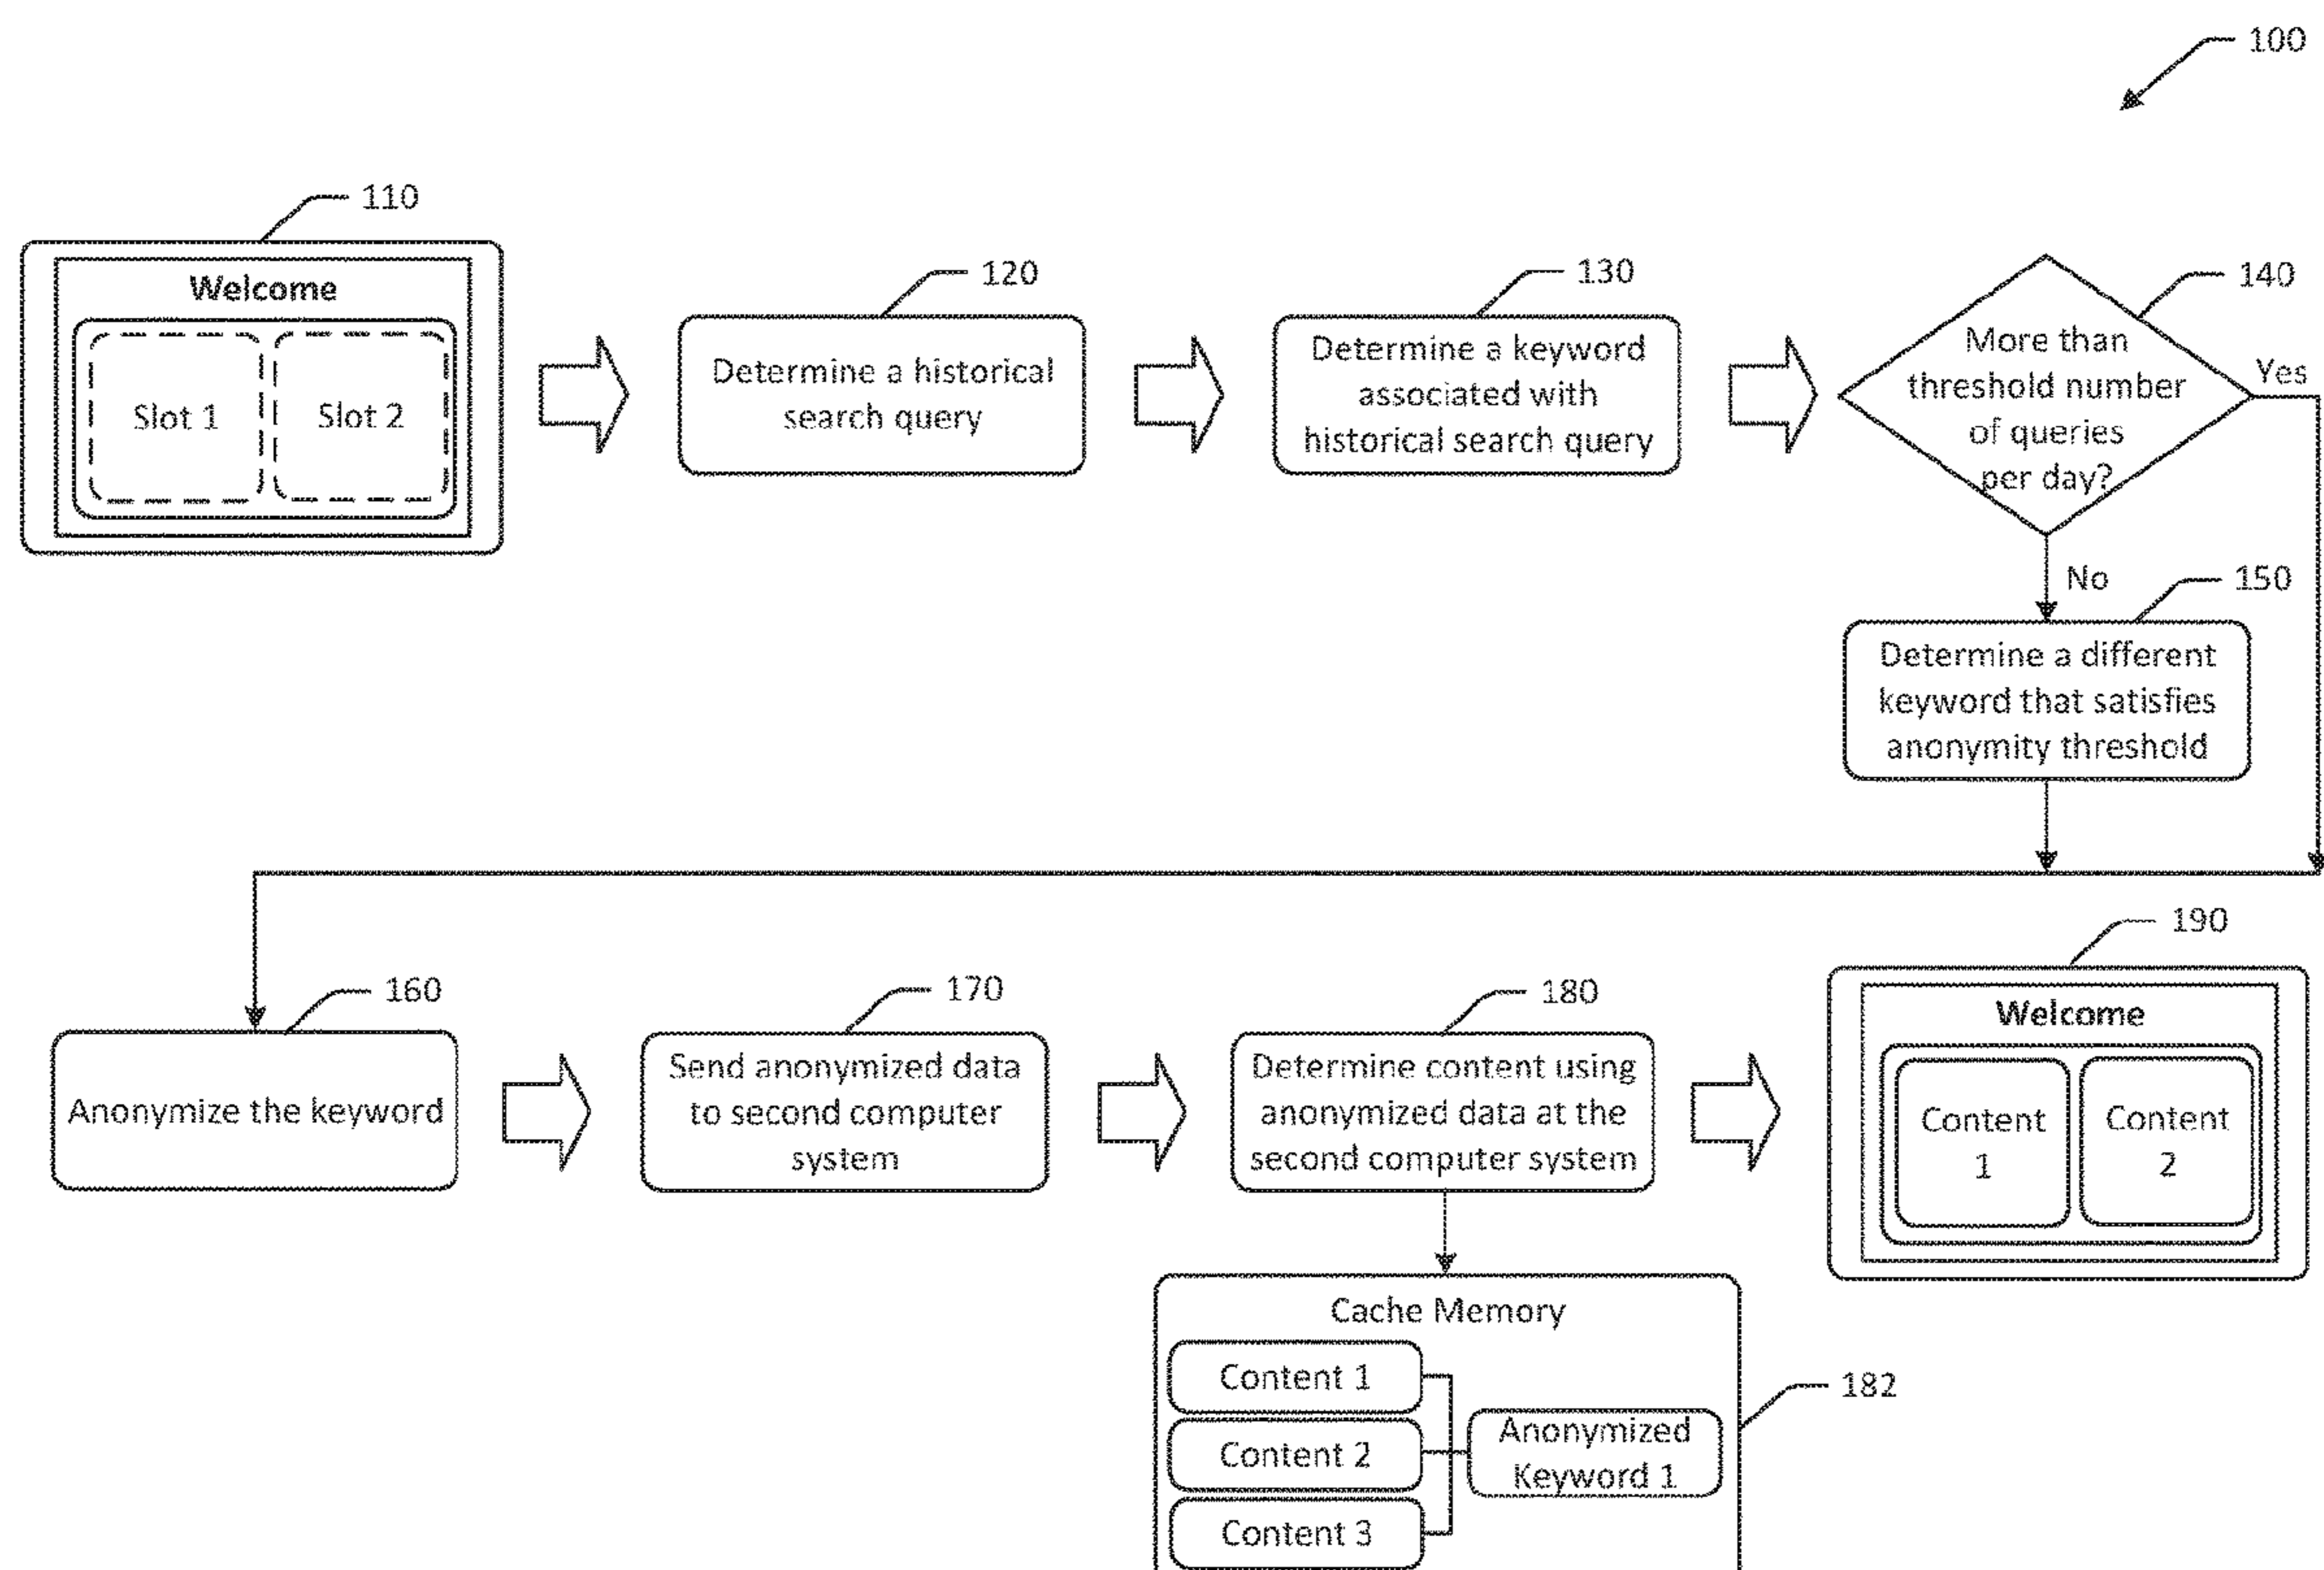 100
110
Welcome
Slot 1
Slot 2
120
Determine a historical
search query
130
Determine a keyword
associated with
historical search query
140
More than
threshold number
of queries
per day?
Yes
No
150
Determine a different
keyword that satisfies
anonymity threshold
160
Anonymize the keyword
170
Send anonymized data
to second computer
system
180
Determine content using
anonymized data at the
second computer system
190
Welcome
Content
1
Content
2
Cache Memory
Content 1
Content 2
Content 3
Anonymized
Keyword 1
182